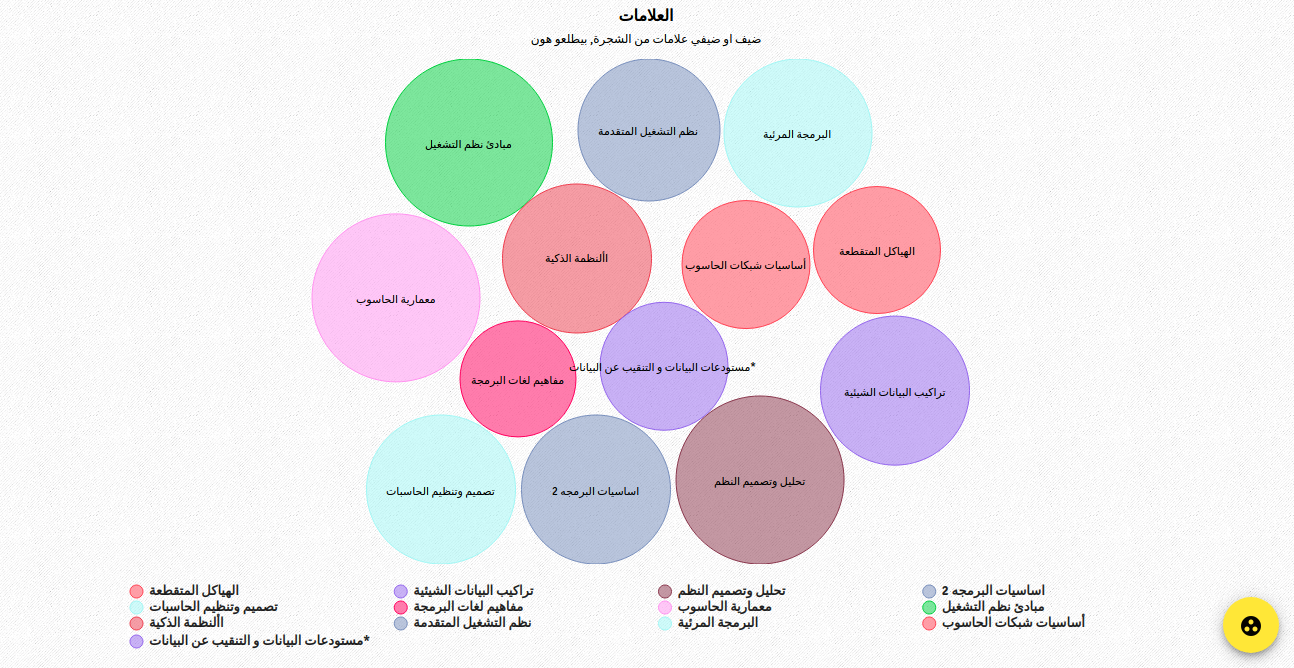 العلامات
ضيف او ضيفي علامات من الشجرة, بيطلعو هون
مبادئ نظم التشغيل
نظم التشغيل المتقدمة
البرمجة المرئية
األنظمة الذكية
أساسيات شبكات الحاسوب
الهياكل المتقطعة
معمارية الحاسوب
مفاهيم لغات البرمجة
*مستودعات البيانات و التنقيب عن البيانات
تراكيب البيانات الشيئية
تصميم وتنظيم الحاسبات
اساسيات البرمجه 2
تحليل وتصميم النظم
الهياكل المتقطعة
تراكيب البيانات الشيئية
تحليل وتصميم النظم
اساسيات البرمجه 2
تصميم وتنظيم الحاسبات
مفاهيم لغات البرمجة
معمارية الحاسوب
مبادئ نظم التشغيل
األنظمة الذكية
نظم التشغيل المتقدمة
البرمجة المرئية
أساسيات شبكات الحاسوب
*مستودعات البيانات و التنقيب عن البيانات